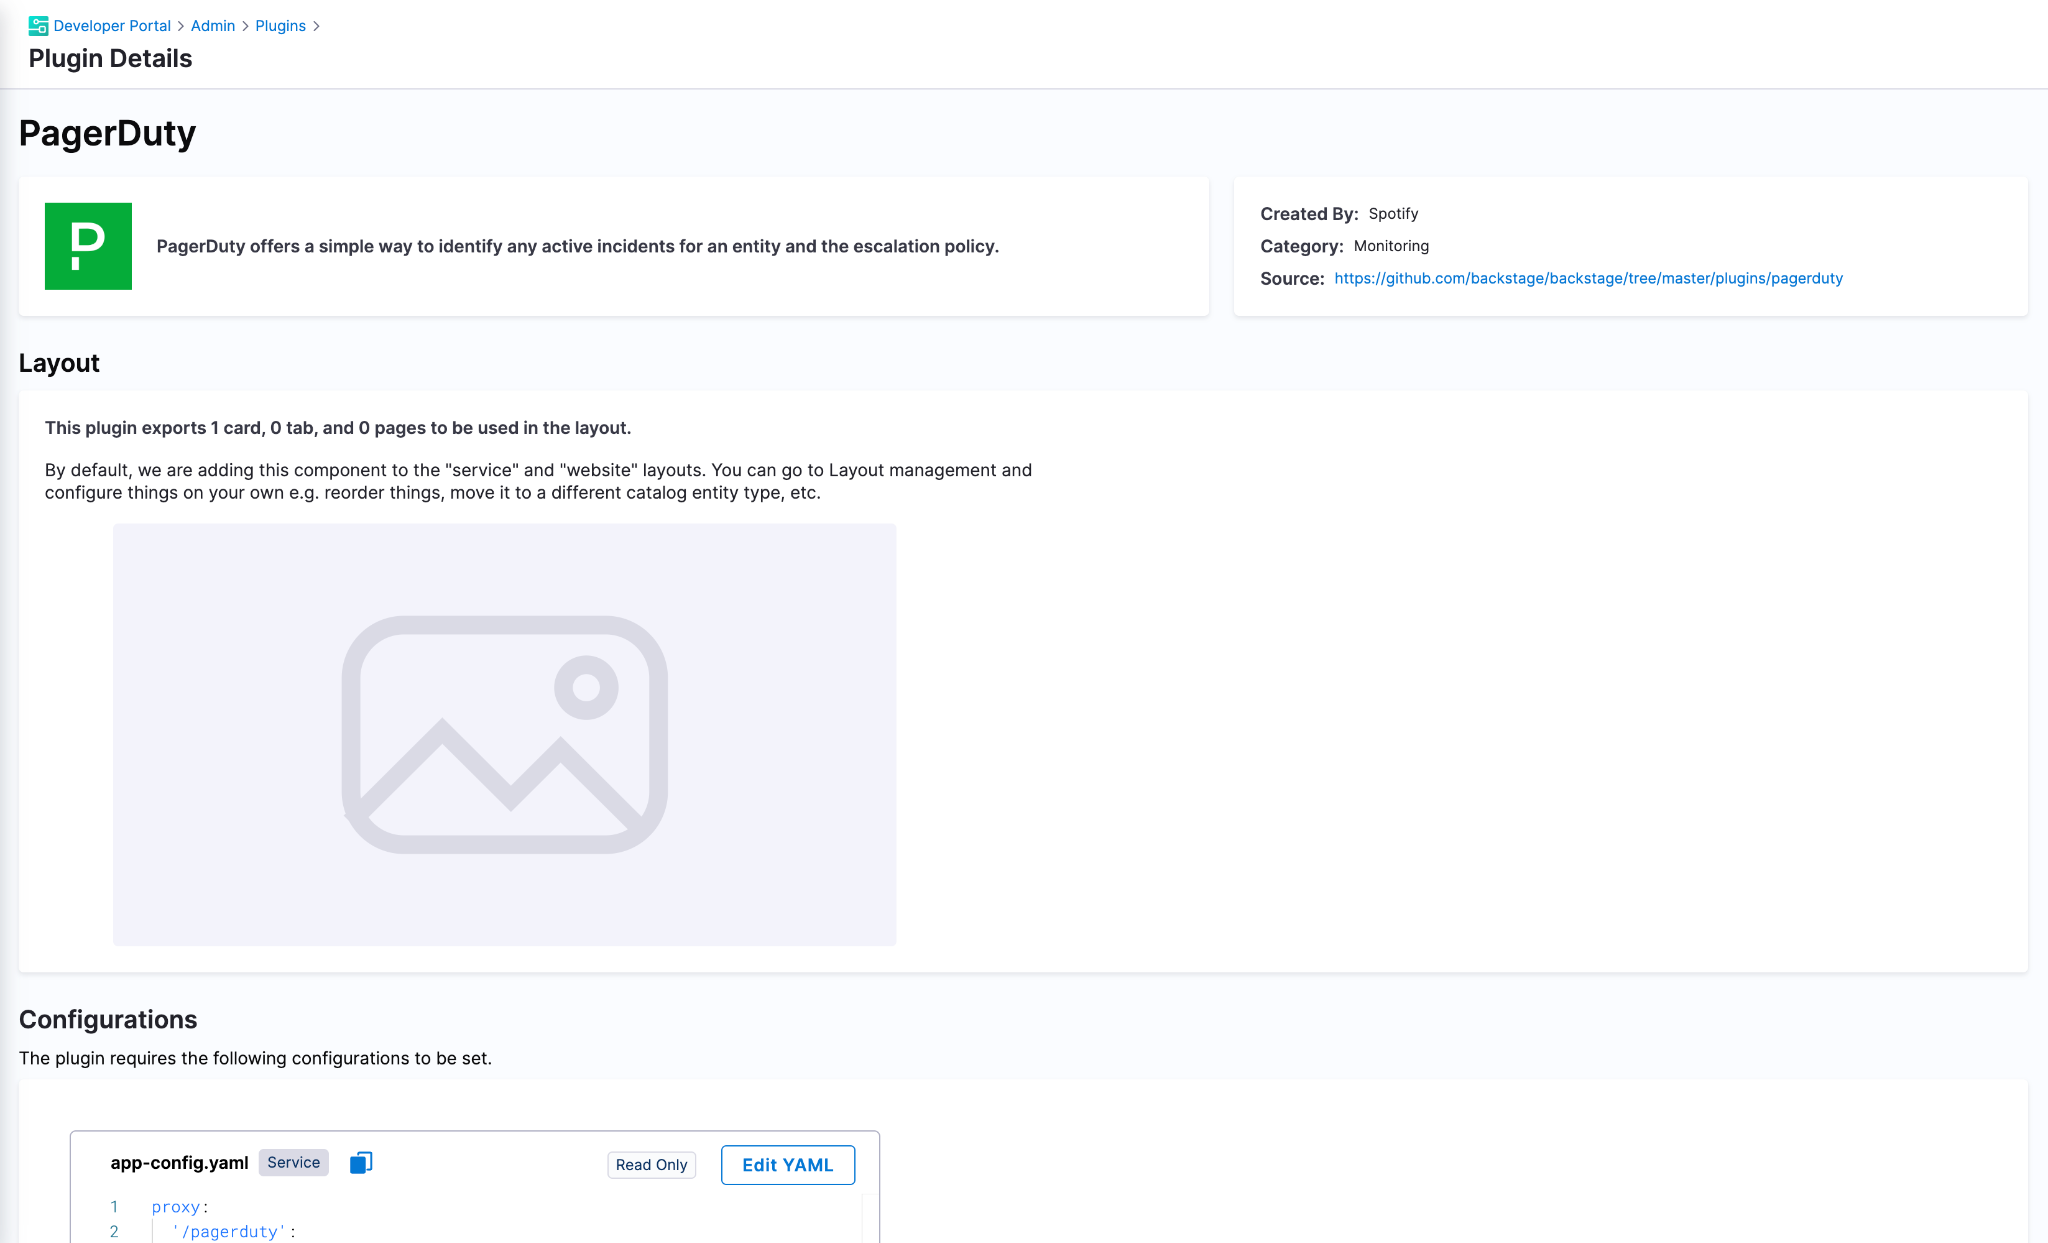 Developer Portal > Admin > Plugins >
Plugin Details
PagerDuty
P
PagerDuty offers a simple way to identify any active incidents for an entity and the escalation policy.
Created By: Spotify
Category: Monitoring
Source: https://github.com/backstage/backstage/tree/master/plugins/pagerduty
Layout
This plugin exports 1 card, 0 tab, and 0 pages to be used in the layout.
By default, we are adding this component to the "service" and "website" layouts. You can go to Layout management and
configure things on your own e.g. reorder things, move it to a different catalog entity type, etc.
Configurations
The plugin requires the following configurations to be set.
app-config.yaml Service Read Only Edit YAML
1 proxy:
2 '/pagerduty':